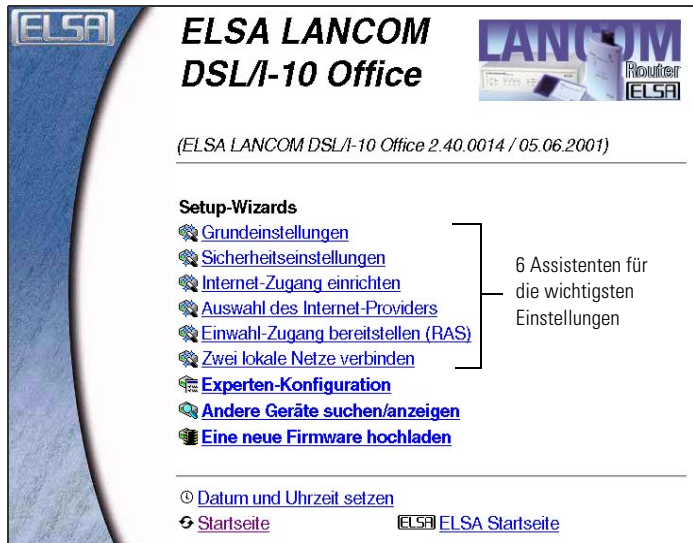 ELSA
ELSA LANCOM
DSL/I-10 Office
LANCOM
Router
ELSA
(ELSA LANCOM DSL/I-10 Office 2.40.0014 / 05.06.2001)
Setup-Wizards
Grundeinstellungen
Sicherheitseinstellungen
Internet-Zugang einrichten
Auswahl des Internet-Providers
Einwahl-Zugang bereitstellen (RAS)
Zwei lokale Netze verbinden
6 Assistenten für
die wichtigsten
Einstellungen
Experten-Konfiguration
Andere Geräte suchen/anzeigen
Eine neue Firmware hochladen
Datum und Uhrzeit setzen
Startseite
ELSA ELSA Startseite